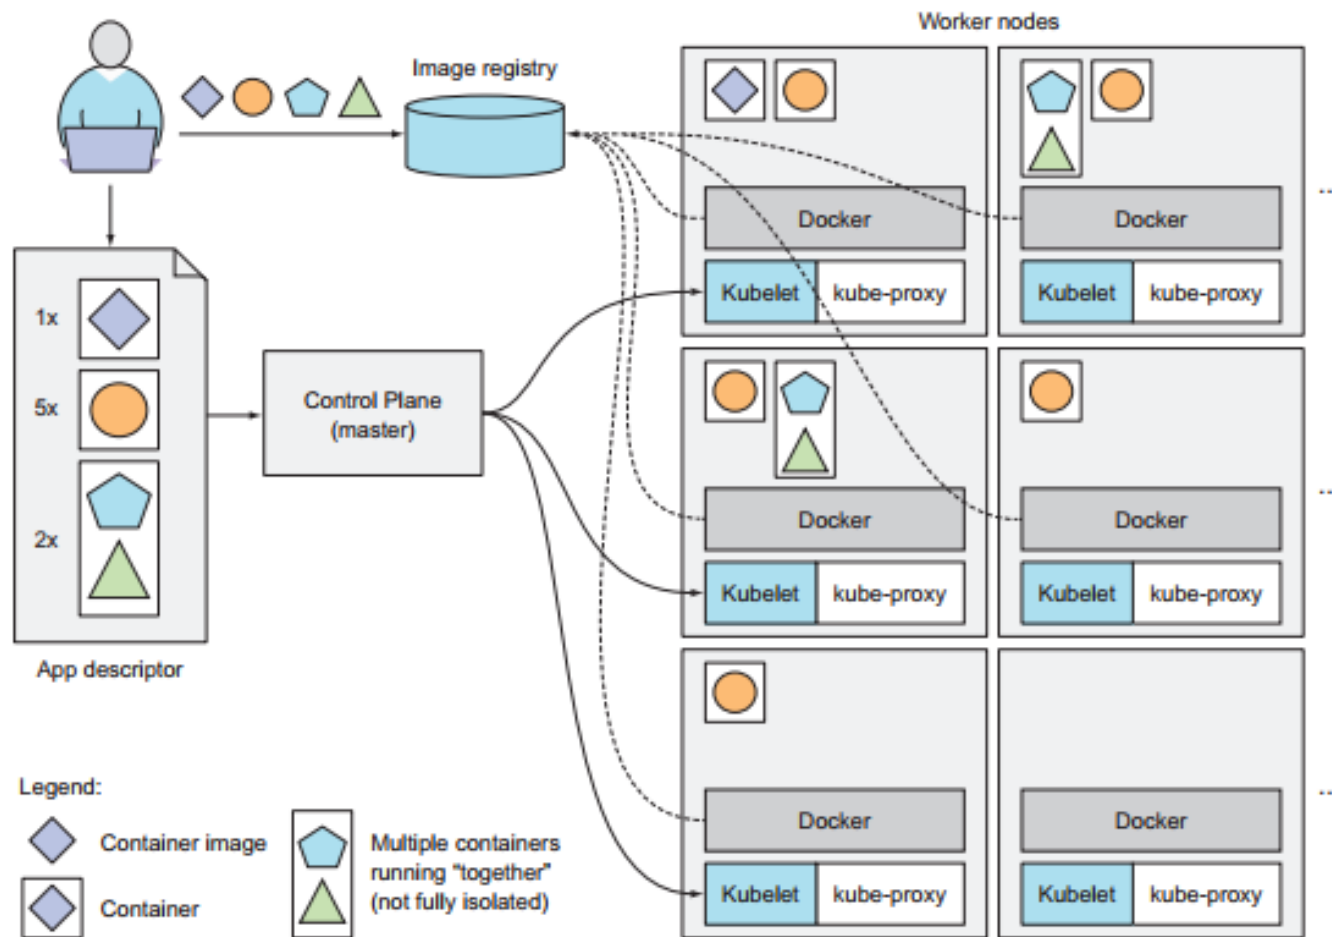 Worker nodes
Image registry
Docker
Docker
Kubelet
kube-proxy
Kubelet
kube-proxy
1x
5x
2x
Control Plane
(master)
Docker
Docker
Kubelet
kube-proxy
Kubelet
kube-proxy
App descriptor
Docker
Docker
Kubelet
kube-proxy
Kubelet
kube-proxy
Legend:
Container image
Container
Multiple containers
running “together”
(not fully isolated)